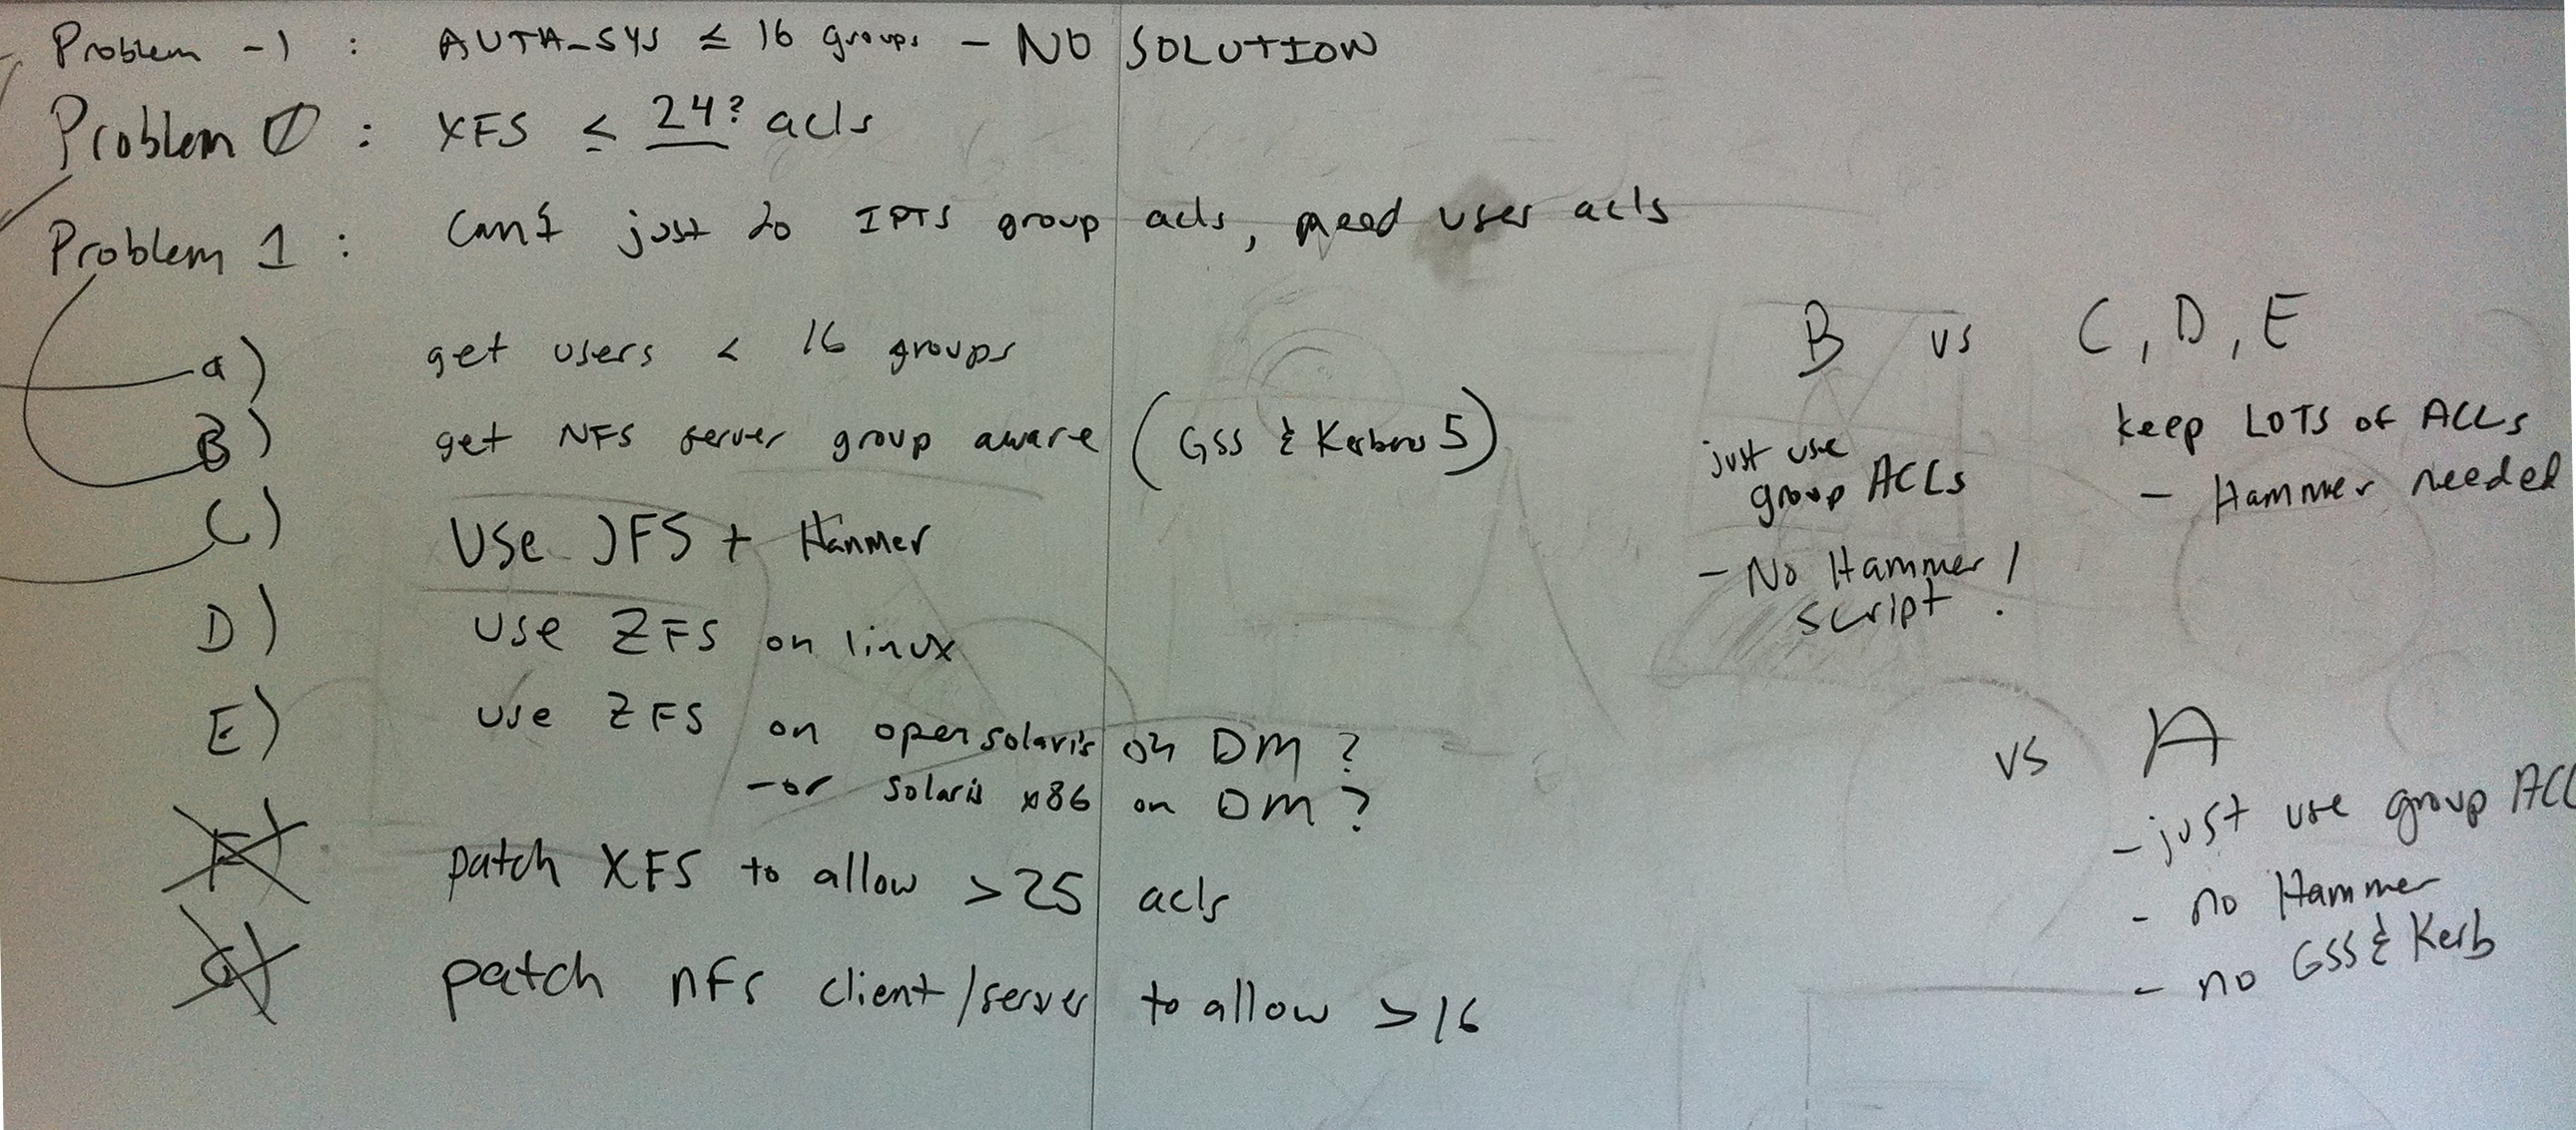 Problem -1 : AUTH_SYS ≤ 16 groups - NO SOLUTION
Problem 0 : XFS ≤ 24? acls
Problem 1 : Can't just do IPTS group acls, need user acls
a) get users < 16 groups
B) get NFS server group aware (GSS & Kerberos 5)
C) Use JFS + Hammer
D) use ZFS on linux
E) use ZFS on opensolaris on DM ?
-or solaris x86 on DM ?
F) patch XFS to allow >25 acls
G) patch nfs client/server to allow >16
B vs C, D, E
just use
group ACLs
- No Hammer /
script .
keep LOTS of ACLs
- Hammer needed
vs A
- just use group ACL
- no Hammer
- no GSS & Kerb